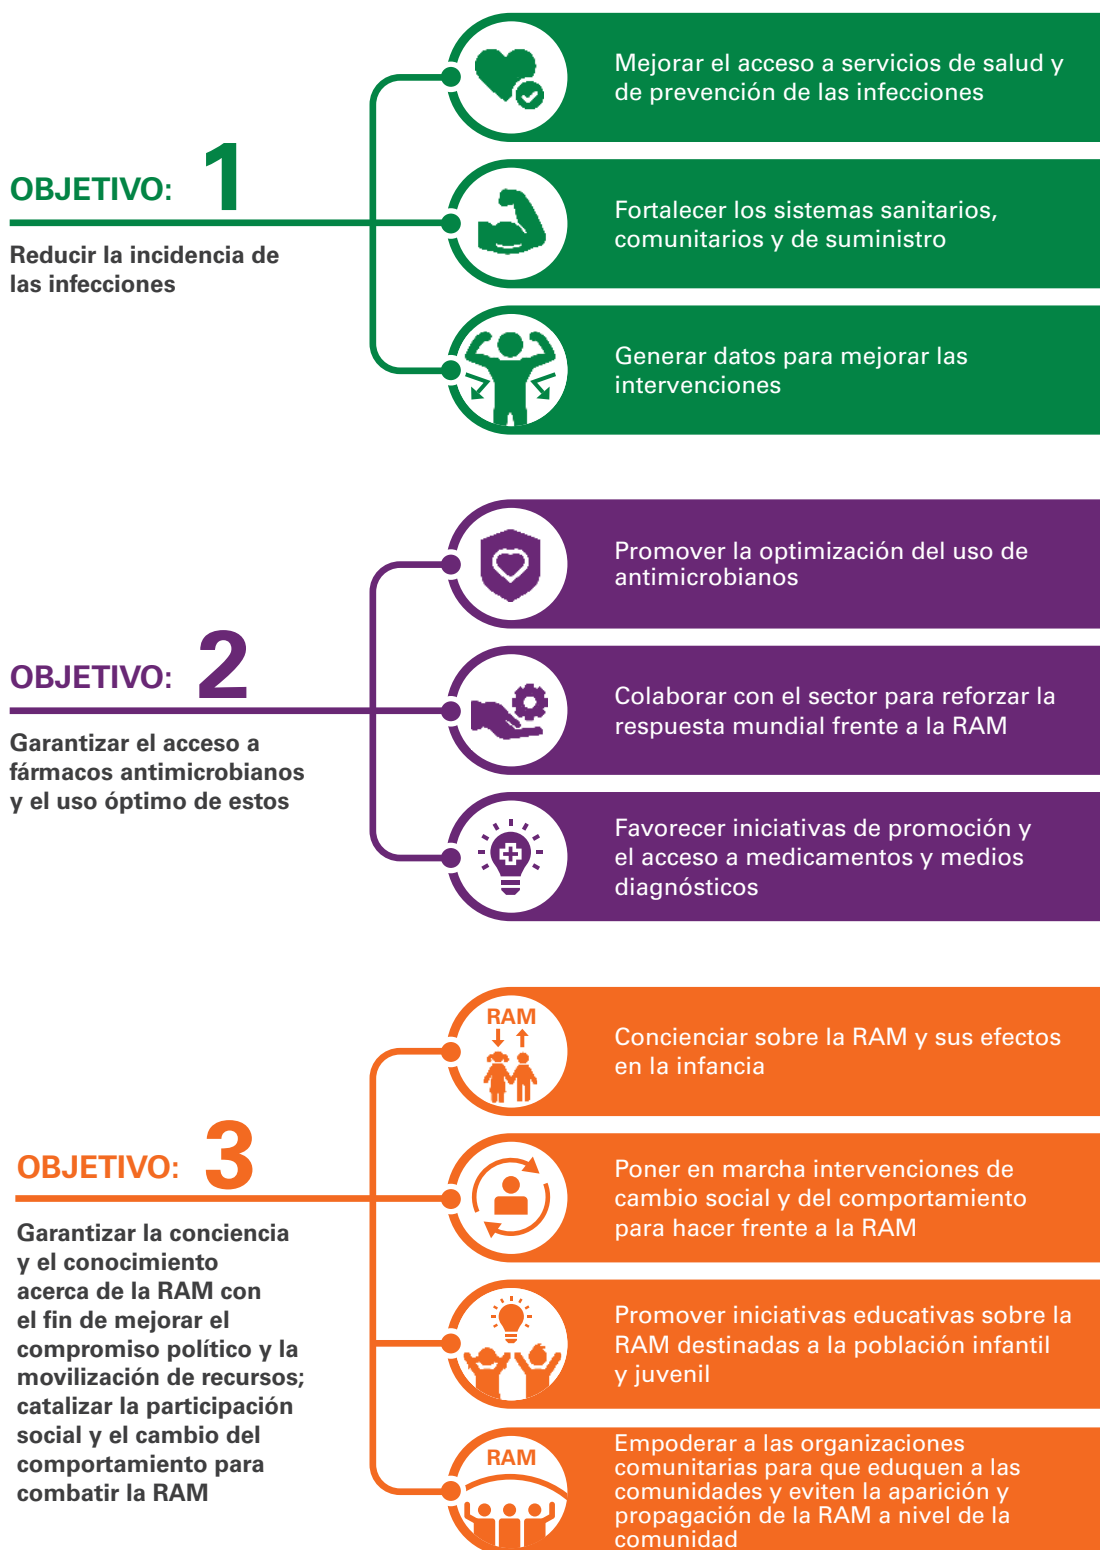 OBJETIVO: 1
Reducir la incidencia de
las infecciones
Mejorar el acceso a servicios de salud y
de prevención de las infecciones
Fortalecer los sistemas sanitarios,
comunitarios y de suministro
Generar datos para mejorar las
intervenciones
OBJETIVO: 2
Garantizar el acceso a
fármacos antimicrobianos
y el uso óptimo de estos
Promover la optimización del uso de
antimicrobianos
Colaborar con el sector para reforzar la
respuesta mundial frente a la RAM
Favorecer iniciativas de promoción y
el acceso a medicamentos y medios
diagnósticos
OBJETIVO: 3
Garantizar la conciencia
y el conocimiento
acerca de la RAM con
el fin de mejorar el
compromiso político y la
movilización de recursos;
catalizar la participación
social y el cambio del
comportamiento para
combatir la RAM
RAM
Concienciar sobre la RAM y sus efectos
en la infancia
Poner en marcha intervenciones de
cambio social y del comportamiento
para hacer frente a la RAM
Promover iniciativas educativas sobre la
RAM destinadas a la población infantil
y juvenil
RAM
Empoderar a las organizaciones
comunitarias para que eduquen a las
comunidades y eviten la aparición y
propagación de la RAM a nivel de la
comunidad